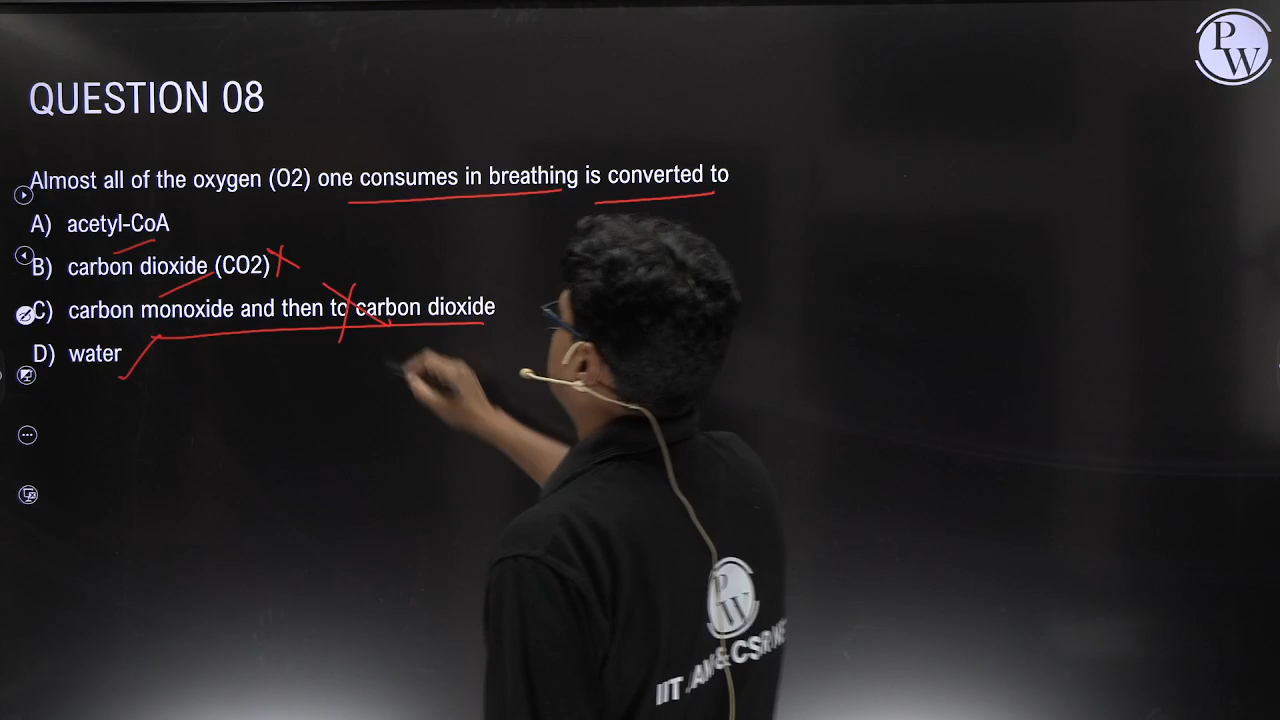 PW
QUESTION 08
Almost all of the oxygen (O2) one consumes in breathing is converted to
A) acetyl-CoA
B) carbon dioxide (CO2)
C) carbon monoxide and then to carbon dioxide
D) water
PW
IIT JAM & CSIR NET